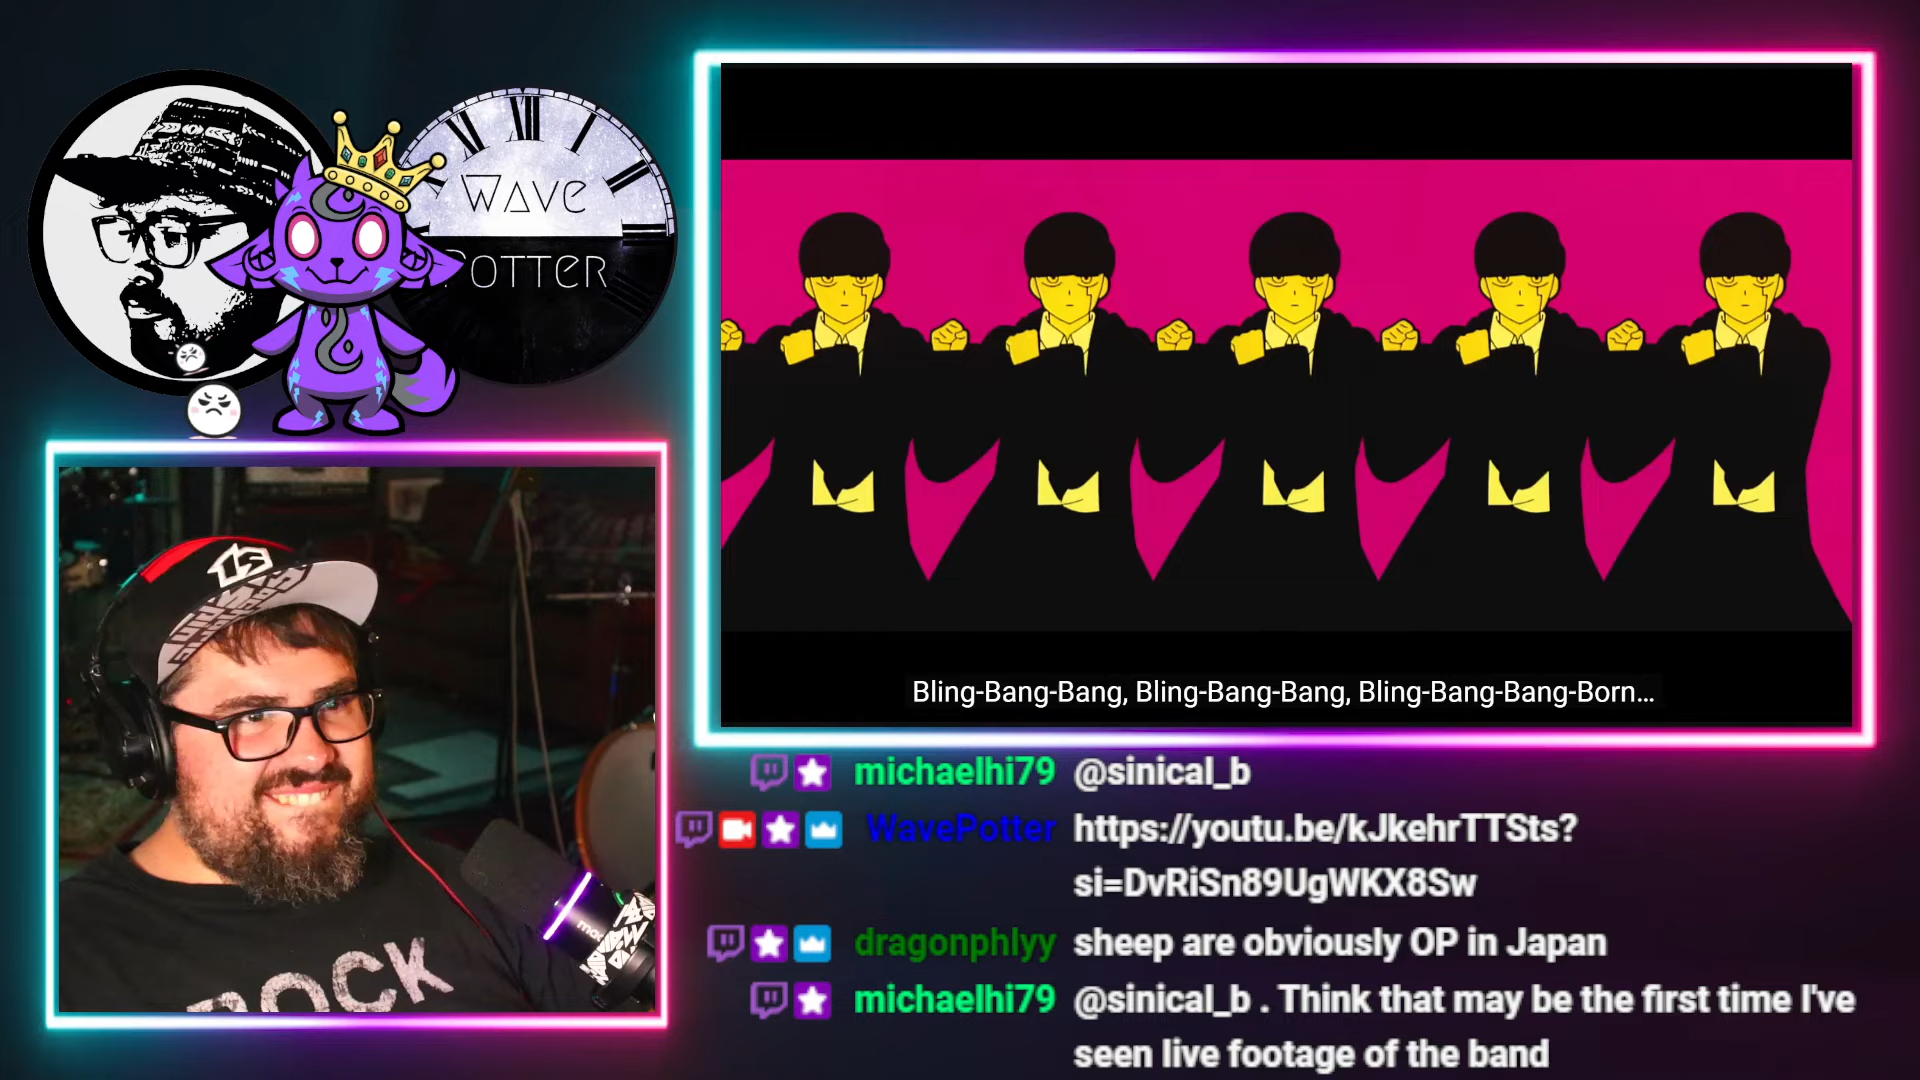 WAVE
POTTER
Bling-Bang-Bang, Bling-Bang-Bang, Bling-Bang-Bang-Born...
michaelhi79 @sinical_b
WavePotter https://youtu.be/kJkehrTTSts?
si=DvRiSn89UgWKX8Sw
dragonphlyy sheep are obviously OP in Japan
michaelhi79 @sinical_b . Think that may be the first time I've
seen live footage of the band
ROCK